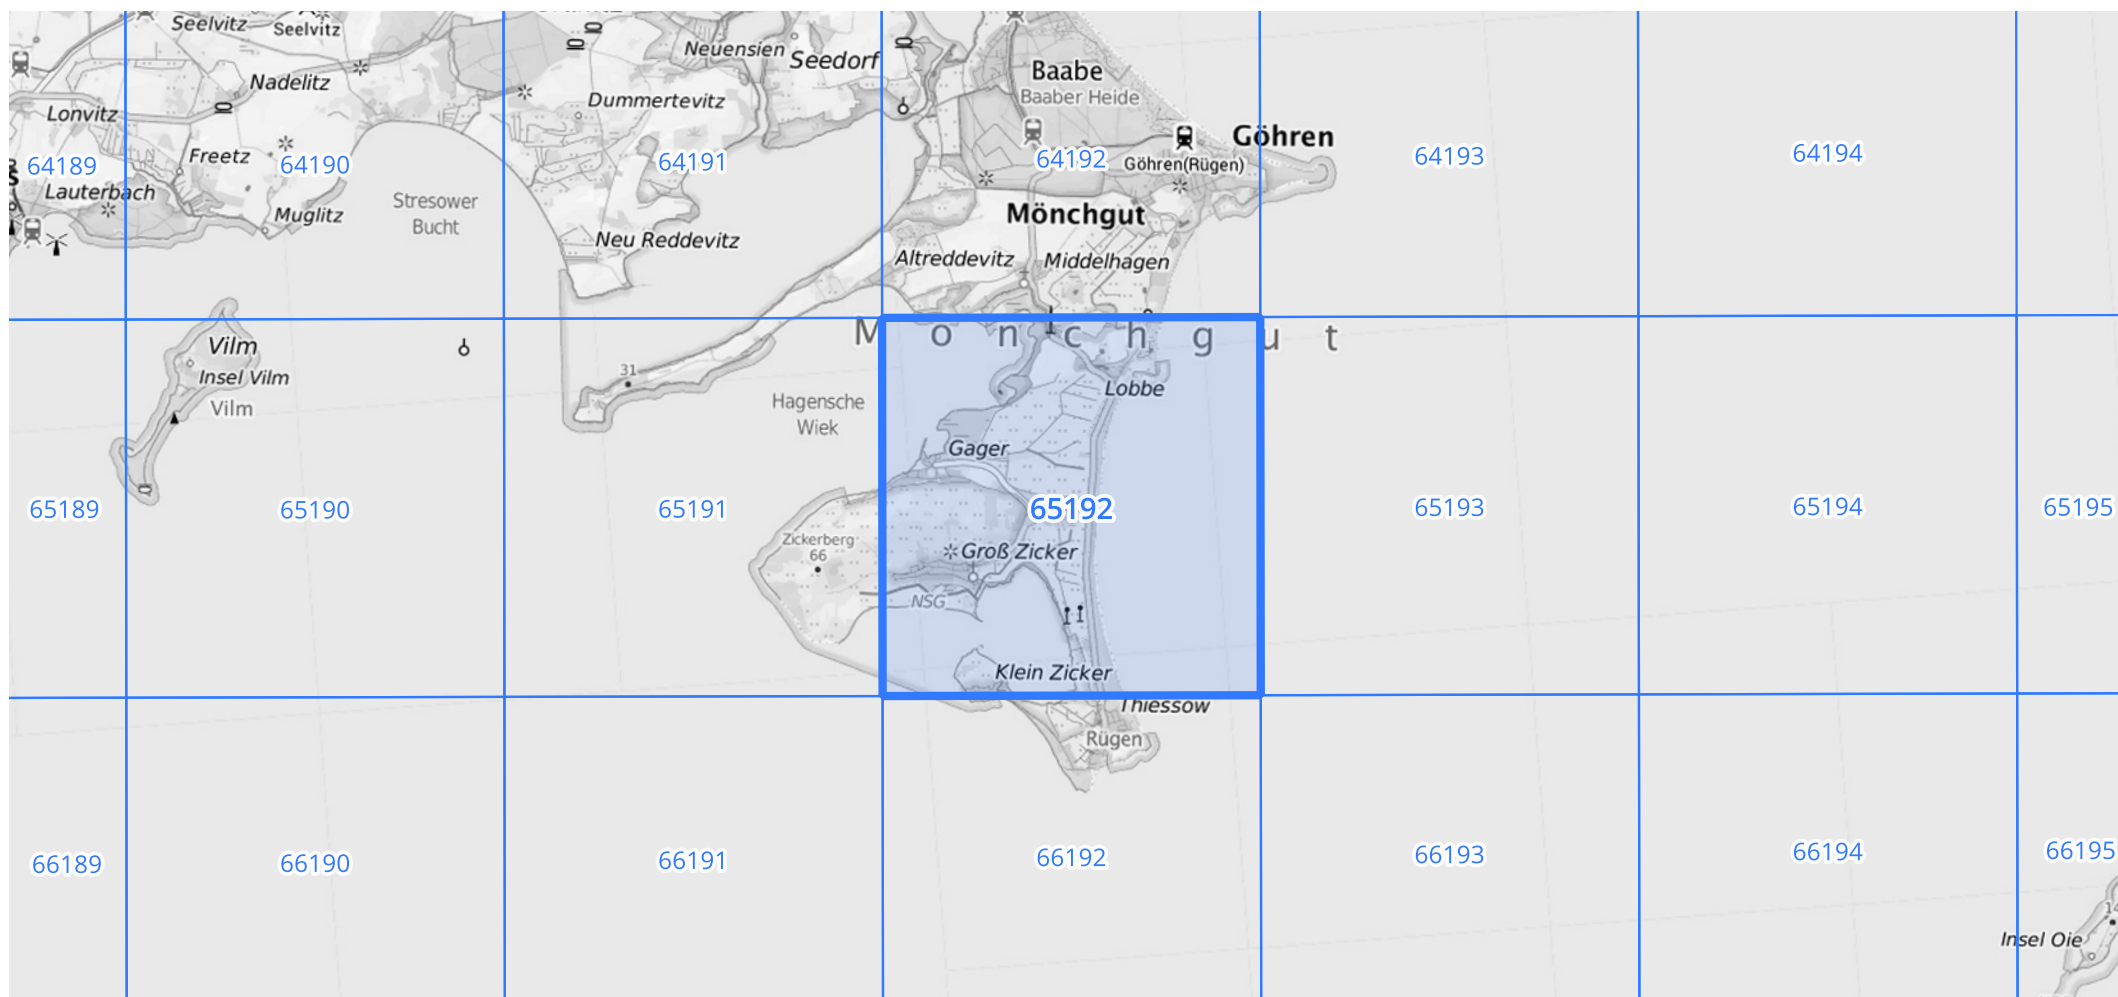 Seelvitz
Seelvitz
Neuensien
Seedorf
Nadelitz
Baabe
Baaber Heide
Dummertevitz
Lonvitz
Göhren
Freetz
64189
64190
64191
64192
Göhren(Rügen)
64193
64194
Lauterbach
Stresower
Bucht
Muglitz
Mönchgut
Neu Reddevitz
Altreddevitz
Middelhagen
Mönchgut
Vilm
Insel Vilm
Vilm
31
Hagensche
Wiek
Lobbe
Gager
65189
65190
65191
65192
65193
65194
65195
Zickerberg
66
Groß Zicker
NSG
Klein Zicker
Thiessow
Rügen
66189
66190
66191
66192
66193
66194
66195
14
Insel Oie